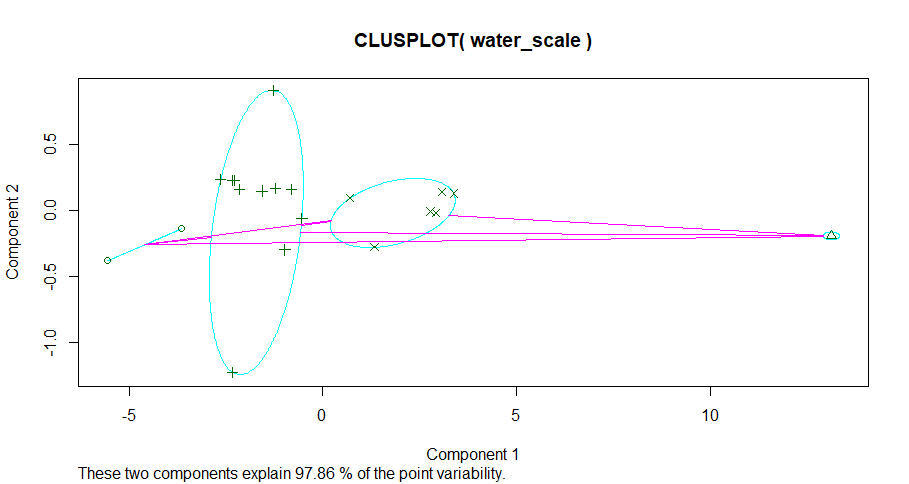 CLUSPLOT( water_scale )
0.5
0.0
-0.5
-1.0
Component 2
-5
0
5
10
Component 1
These two components explain 97.86 % of the point variability.